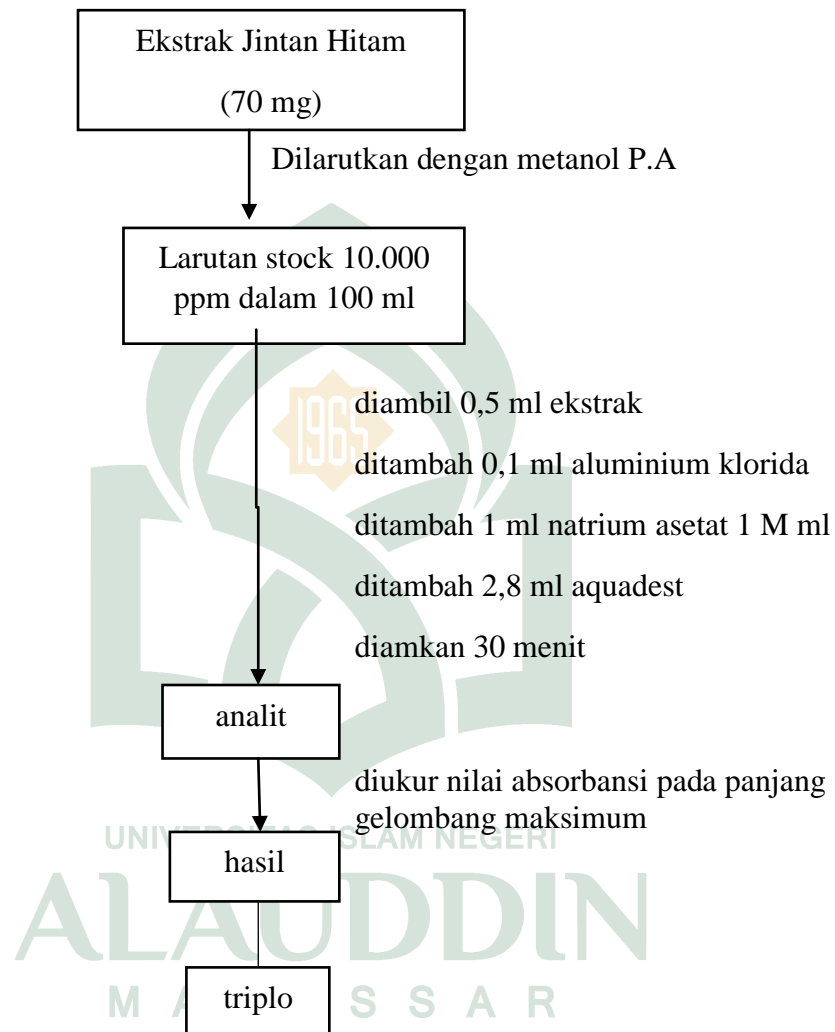 Ekstrak Jintan Hitam
(70 mg)
Dilarutkan dengan metanol P.A
Larutan stock 10.000
ppm dalam 100 ml
1965
diambil 0,5 ml ekstrak
ditambah 0,1 ml aluminium klorida
ditambah 1 ml natrium asetat 1 M ml
ditambah 2,8 ml aquadest
diamkan 30 menit
analit
diukur nilai absorbansi pada panjang
gelombang maksimum
UNIVERSITAS ISLAM NEGERI
hasil
ALAUDDIN
triplo
M A S S A R